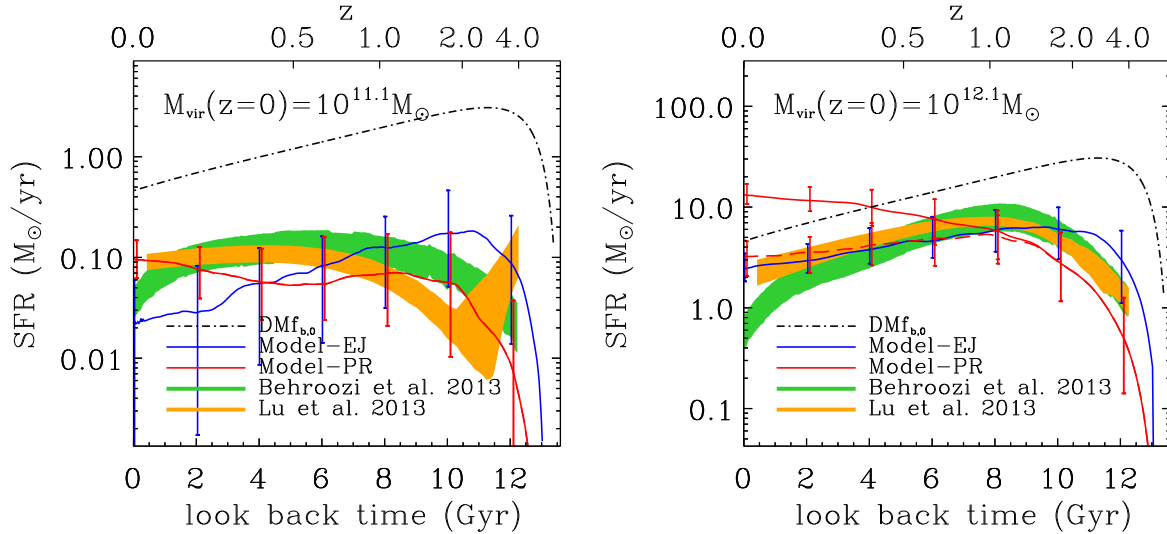 z
0.0 0.5 1.0 2.0 4.0
M_vir(z=0)=10^11.1 M_⊙
SFR (M_⊙/yr)
1.00
0.10
0.01
DMf_b,0
Model-EJ
Model-PR
Behroozi et al. 2013
Lu et al. 2013
0 2 4 6 8 10 12
look back time (Gyr)
z
0.0 0.5 1.0 2.0 4.0
M_vir(z=0)=10^12.1 M_⊙
SFR (M_⊙/yr)
100.0
10.0
1.0
0.1
DMf_b,0
Model-EJ
Model-PR
Behroozi et al. 2013
Lu et al. 2013
0 2 4 6 8 10 12
look back time (Gyr)